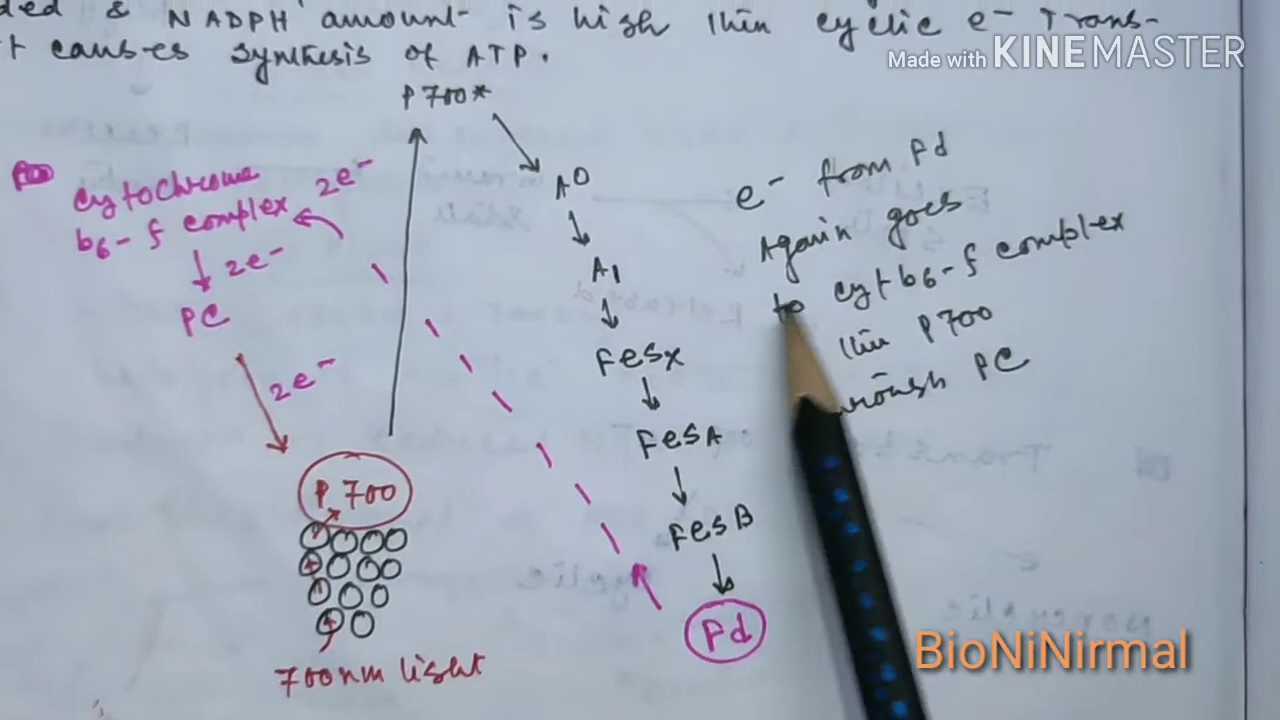 ded & NADPH amount is high then cyclic e- Trans-
t causes synthesis of ATP.
Made with KINEMASTER
P700*
Cytochrome
b6-f complex
2e-
2e-
PC
2e-
P700
700nm light
A0
A1
FeSX
FeSA
FeSB
Fd
e- from Fd
Again goes
to cyt b6-f complex
then P700
PC
BioNiNirmal